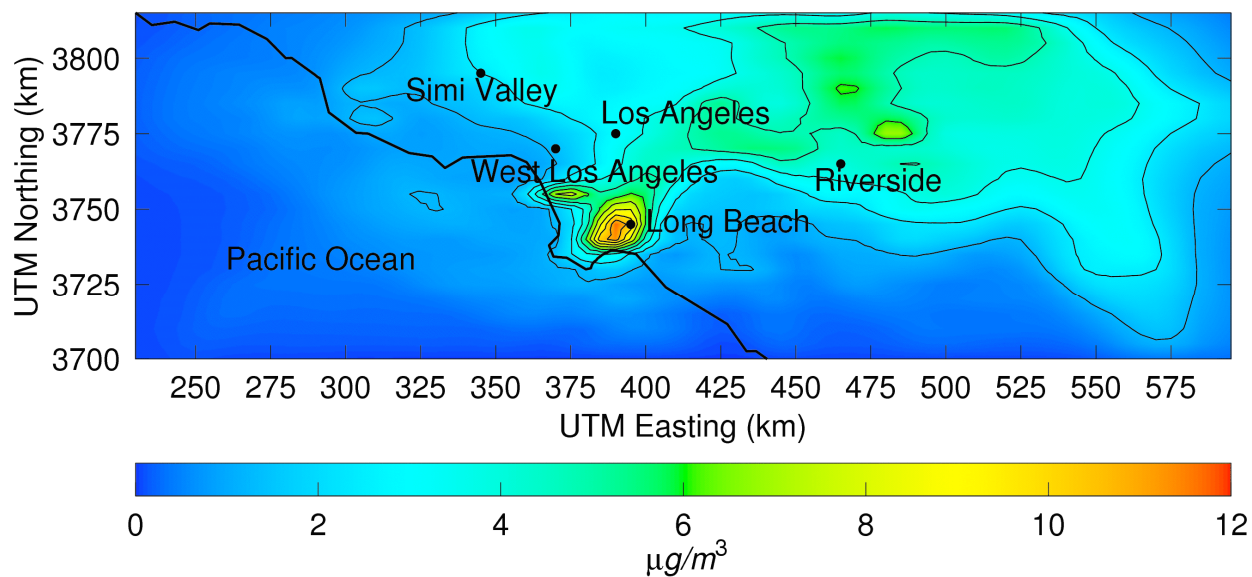 UTM Northing (km)
3800
3775
3750
3725
3700
Simi Valley
Los Angeles
West Los Angeles
Riverside
Long Beach
Pacific Ocean
250 275 300 325 350 375 400 425 450 475 500 525 550 575
UTM Easting (km)
0 2 4 6 8 10 12
μg/m³